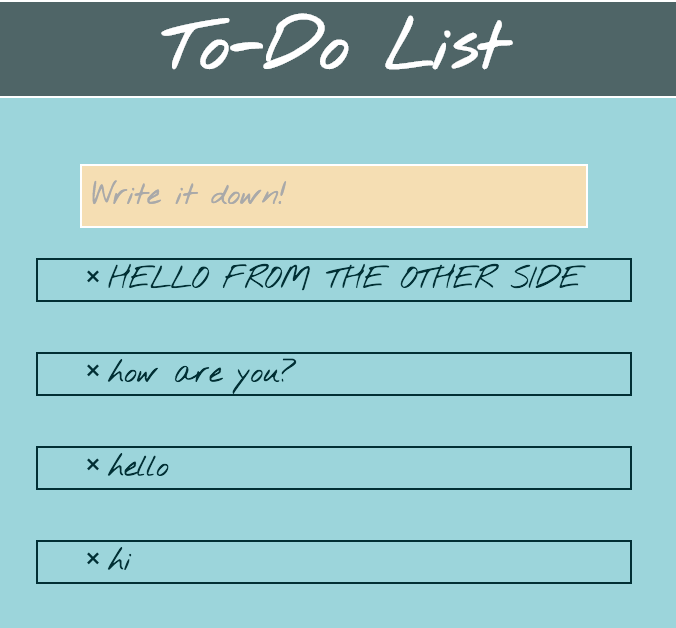 To-Do List
Write it down!
× HELLO FROM THE OTHER SIDE
× how are you?
× hello
× hi